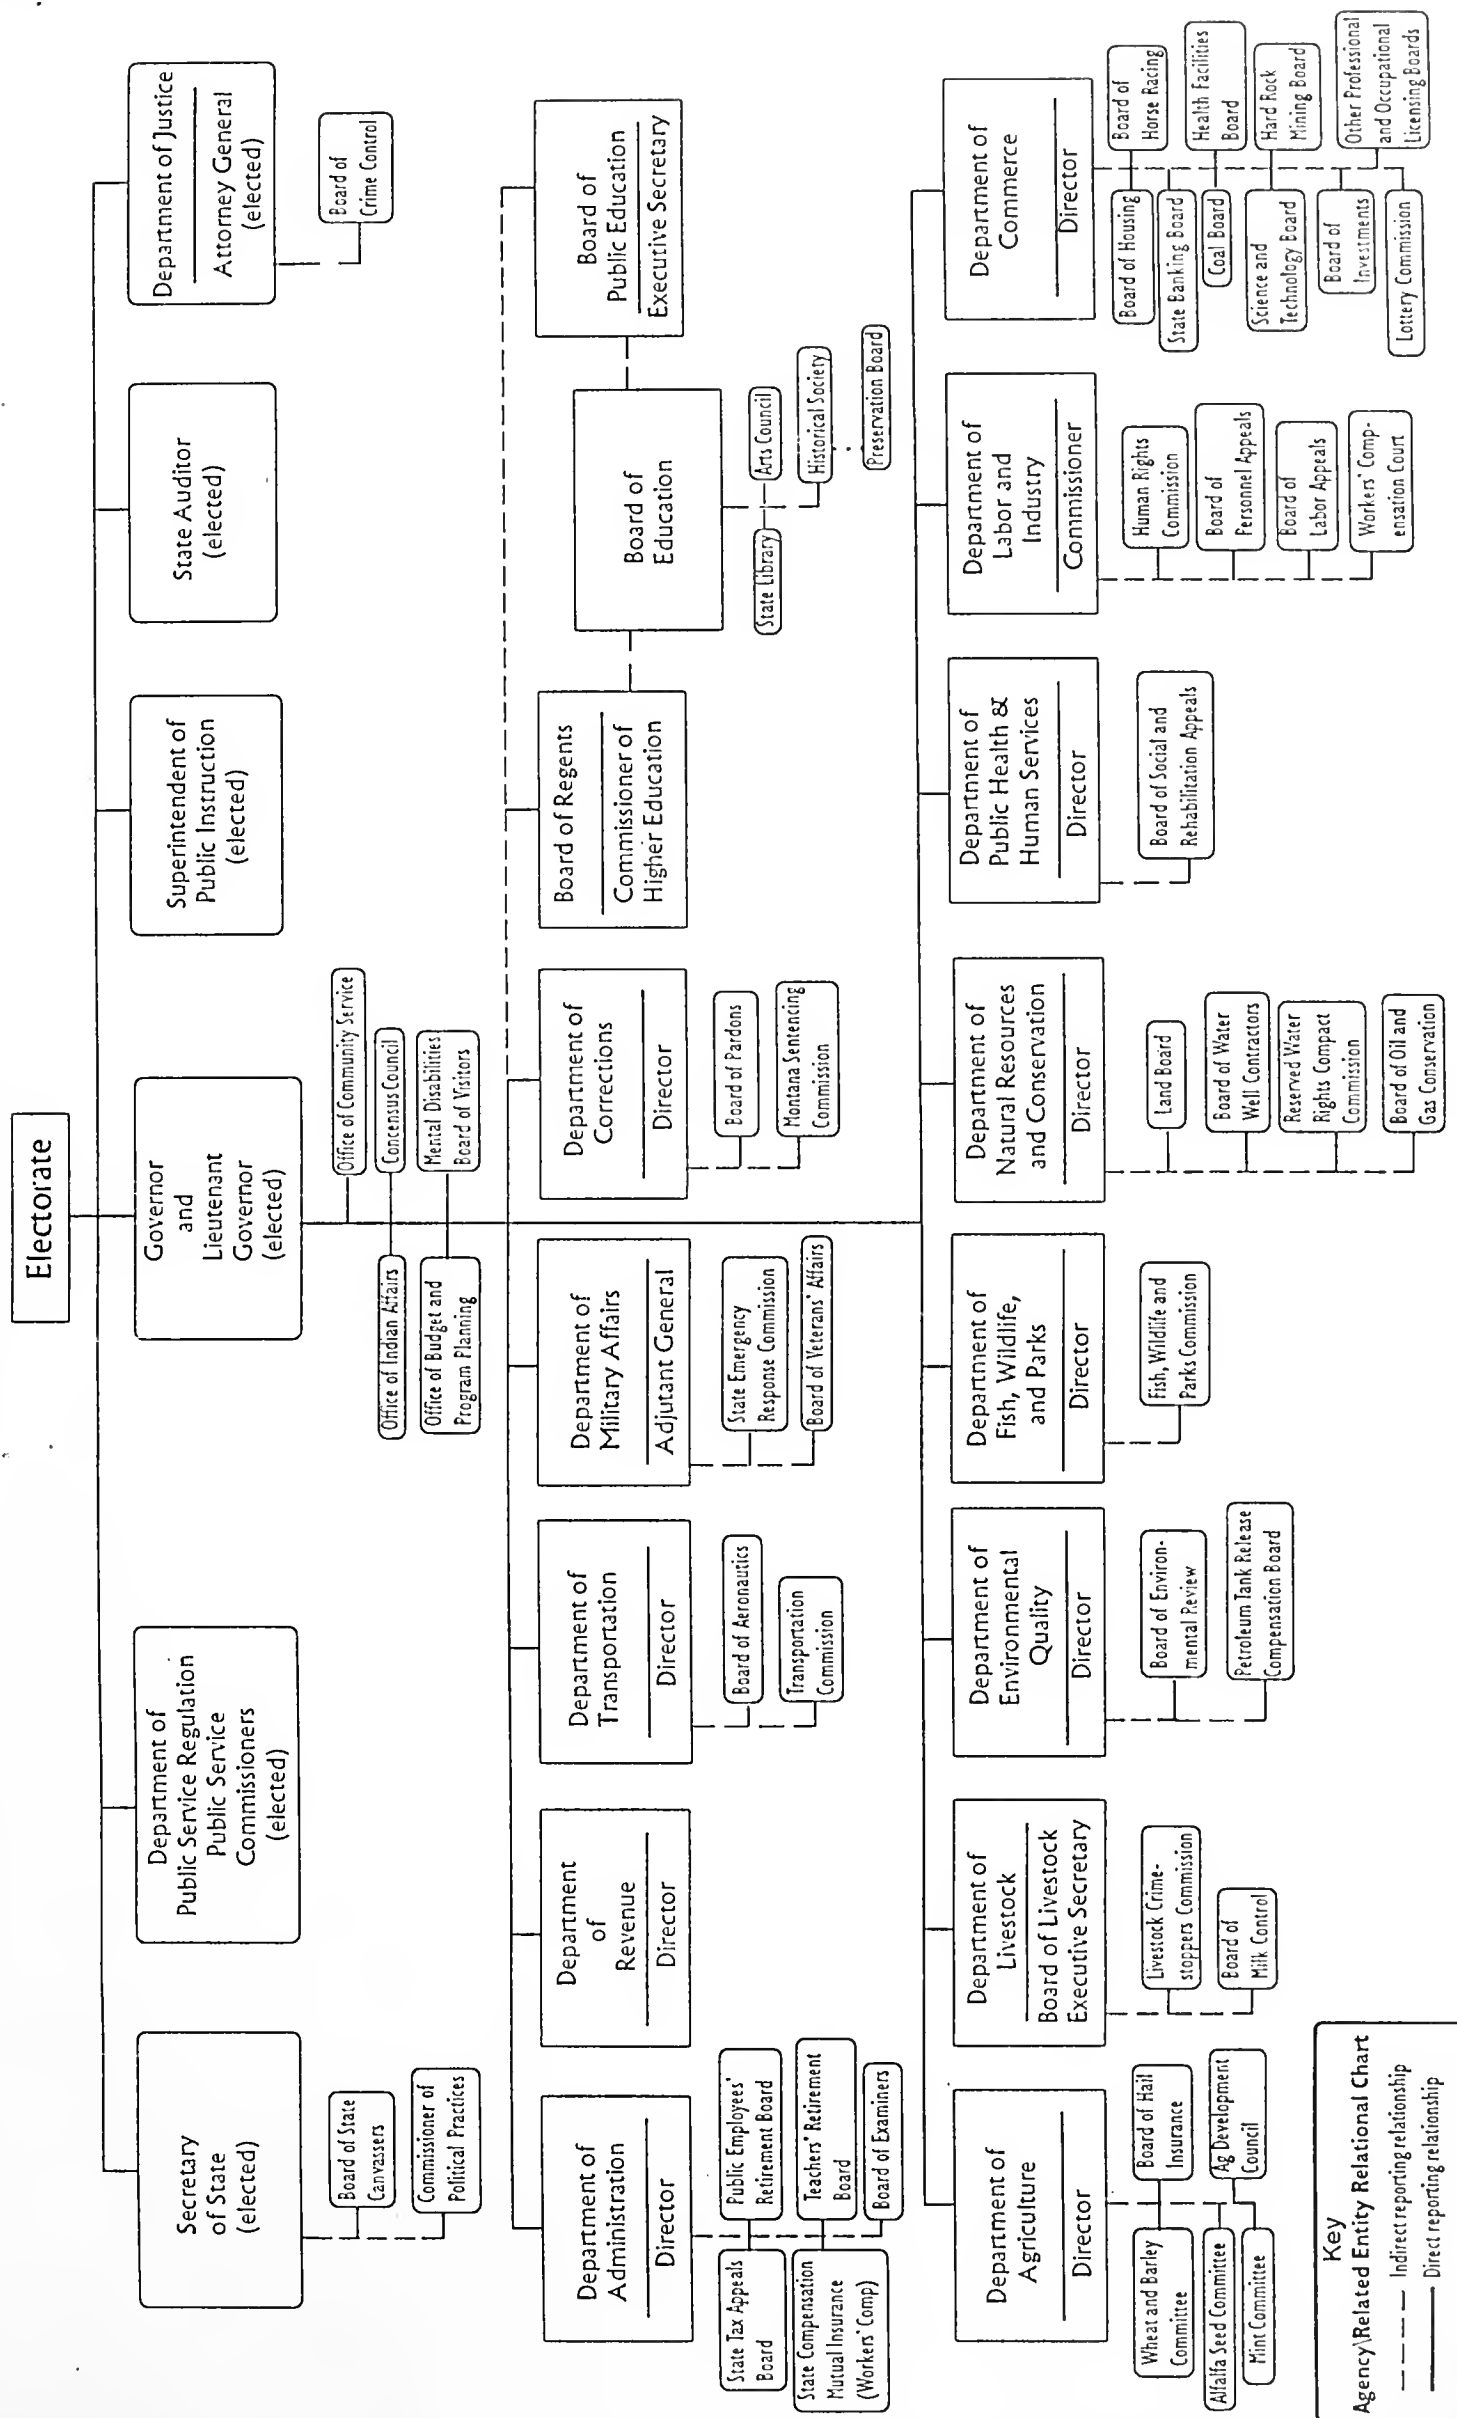 Electorate
Secretary
of State
(elected)
Board of State
Canvassers
Commissioner of
Political Practices
Department of
Public Service Regulation
Public Service
Commissioners
(elected)
Governor
and
Lieutenant
Governor
(elected)
Office of Community Service
Office of Indian Affairs
Concensus Council
Office of Budget and
Program Planning
Mental Disabilities
Board of Visitors
Superintendent of
Public Instruction
(elected)
State Auditor
(elected)
Department of Justice
Attorney General
(elected)
Board of
Crime Control
Department of
Administration
Director
State Tax Appeals
Board
Public Employees'
Retirement Board
State Compensation
Mutual Insurance
(Workers' Comp)
Teachers' Retirement
Board
Board of Examiners
Department
of
Revenue
Director
Department of
Transportation
Director
Board of Aeronautics
Transportation
Commission
Department of
Military Affairs
Adjutant General
State Emergency
Response Commission
Board of Veterans' Affairs
Department of
Corrections
Director
Board of Pardons
Montana Sentencing
Commission
Board of Regents
Commissioner of
Higher Education
Board of
Education
State Library
Arts Council
Historical Society
Preservation Board
Board of
Public Education
Executive Secretary
Department of
Agriculture
Director
Wheat and Barley
Committee
Board of Hail
Insurance
Alfalfa Seed Committee
Ag Development
Council
Mint Committee
Department of
Livestock
Board of Livestock
Executive Secretary
Livestock Crime-
stoppers Commission
Board of
Milk Control
Department of
Environmental
Quality
Director
Board of Environ-
mental Review
Petroleum Tank Release
Compensation Board
Department of
Fish, Wildlife,
and Parks
Director
Fish, Wildlife and
Parks Commission
Department of
Natural Resources
and Conservation
Director
Land Board
Board of Water
Well Contractors
Reserved Water
Rights Compact
Commission
Board of Oil and
Gas Conservation
Department of
Public Health &
Human Services
Director
Board of Social and
Rehabilitation Appeals
Department of
Labor and
Industry
Commissioner
Human Rights
Commission
Board of
Personnel Appeals
Board of
Labor Appeals
Workers' Comp-
ensation Court
Department of
Commerce
Director
Board of Housing
Board of
Horse Racing
State Banking Board
Health Facilities
Board
Coal Board
Science and
Technology Board
Hard Rock
Mining Board
Board of
Investments
Other Professional
and Occupational
Licensing Boards
Lottery Commission
Key
Agency\Related Entity Relational Chart
Indirect reporting relationship
Direct reporting relationship